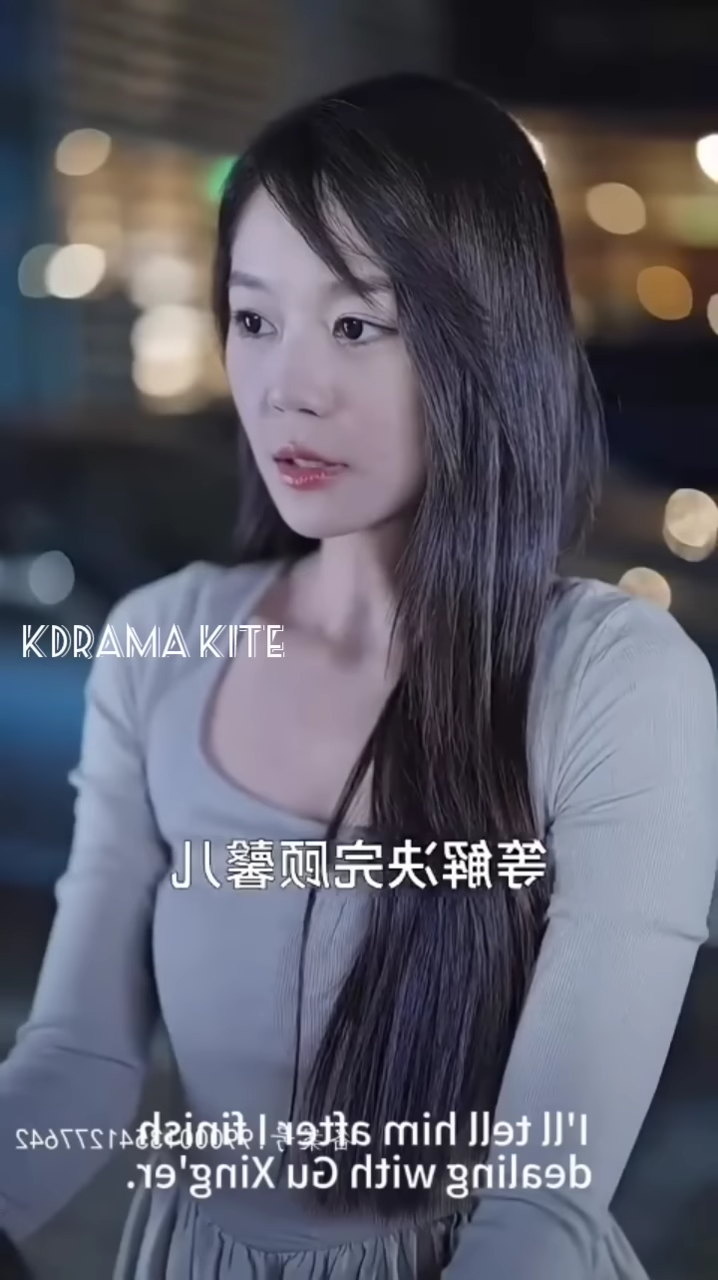 KDRAMA KITE
等解决完顾馨儿
I'll tell him after I finish
dealing with Gu Xing'er.